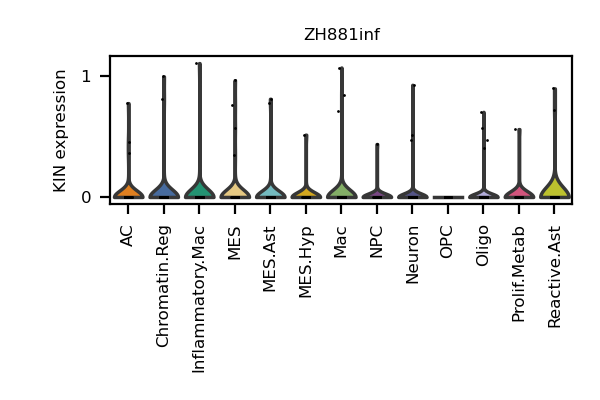 ZH881inf
KIN expression
1
0
AC
Chromatin.Reg
Inflammatory.Mac
MES
MES.Ast
MES.Hyp
Mac
NPC
Neuron
OPC
Oligo
Prolif.Metab
Reactive.Ast